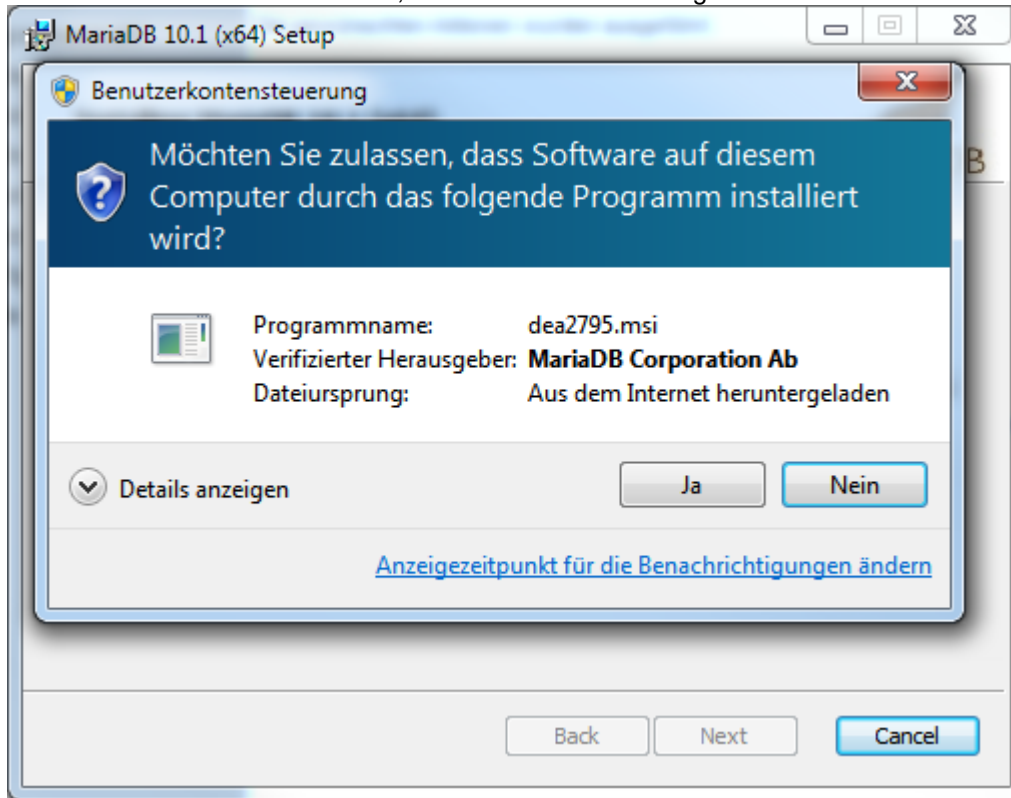 MariaDB 10.1 (x64) Setup
Benutzerkontensteuerung
Möchten Sie zulassen, dass Software auf diesem
Computer durch das folgende Programm installiert
wird?
B
Programmname: dea2795.msi
Verifizierter Herausgeber: MariaDB Corporation Ab
Dateiursprung: Aus dem Internet heruntergeladen
Details anzeigen
Ja Nein
Anzeigezeitpunkt für die Benachrichtigungen ändern
Back Next Cancel